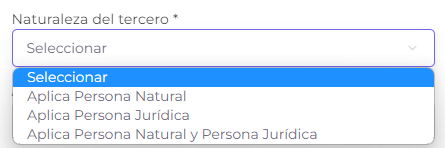 Naturaleza del tercero *
Seleccionar
Seleccionar
Aplica Persona Natural
Aplica Persona Jurídica
Aplica Persona Natural y Persona Jurídica